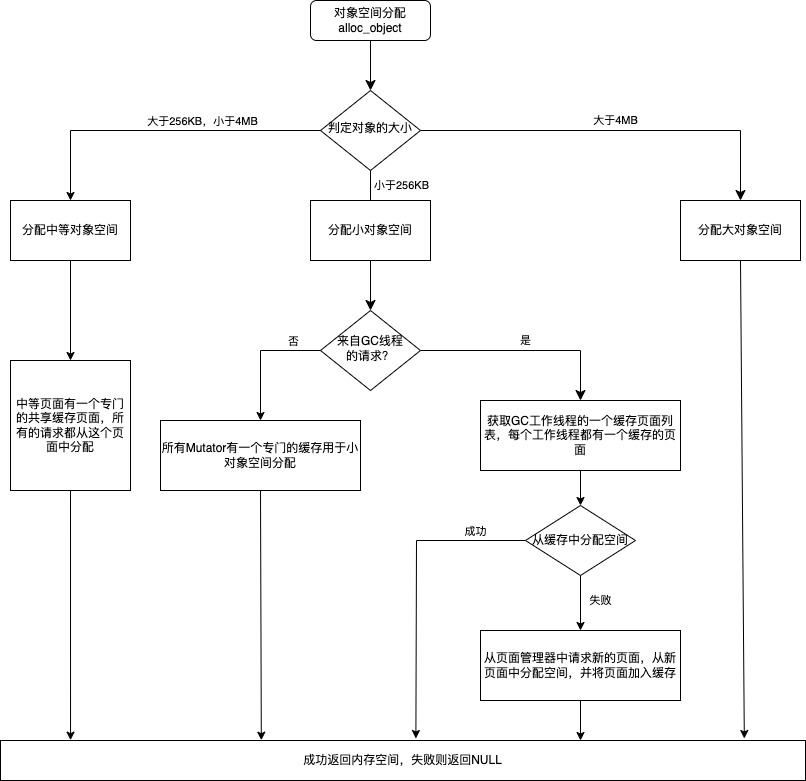 对象空间分配
alloc_object
判定对象的大小
大于256KB，小于4MB
大于4MB
小于256KB
分配中等对象空间
分配小对象空间
分配大对象空间
来自GC线程
的请求？
否
是
中等页面有一个专门
的共享缓存页面，所
有的请求都从这个页
面中分配
所有Mutator有一个专门的缓存用于小
对象空间分配
获取GC工作线程的一个缓存页面列
表，每个工作线程都有一个缓存的页
面
成功
从缓存中分配空间
失败
从页面管理器中请求新的页面，从新
页面中分配空间，并将页面加入缓存
成功返回内存空间，失败则返回NULL